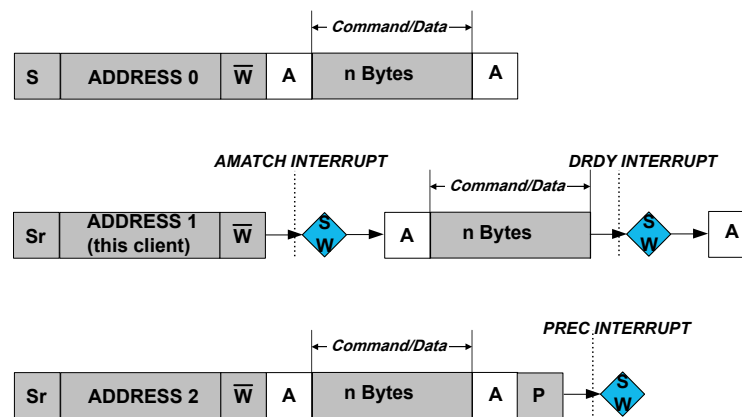 Command/Data
S ADDRESS 0 W̅ A n Bytes A
AMATCH INTERRUPT DRDY INTERRUPT
Command/Data
Sr ADDRESS 1 (this client) W̅ S W A n Bytes S W A
PREC INTERRUPT
Command/Data
Sr ADDRESS 2 W̅ A n Bytes A P S W